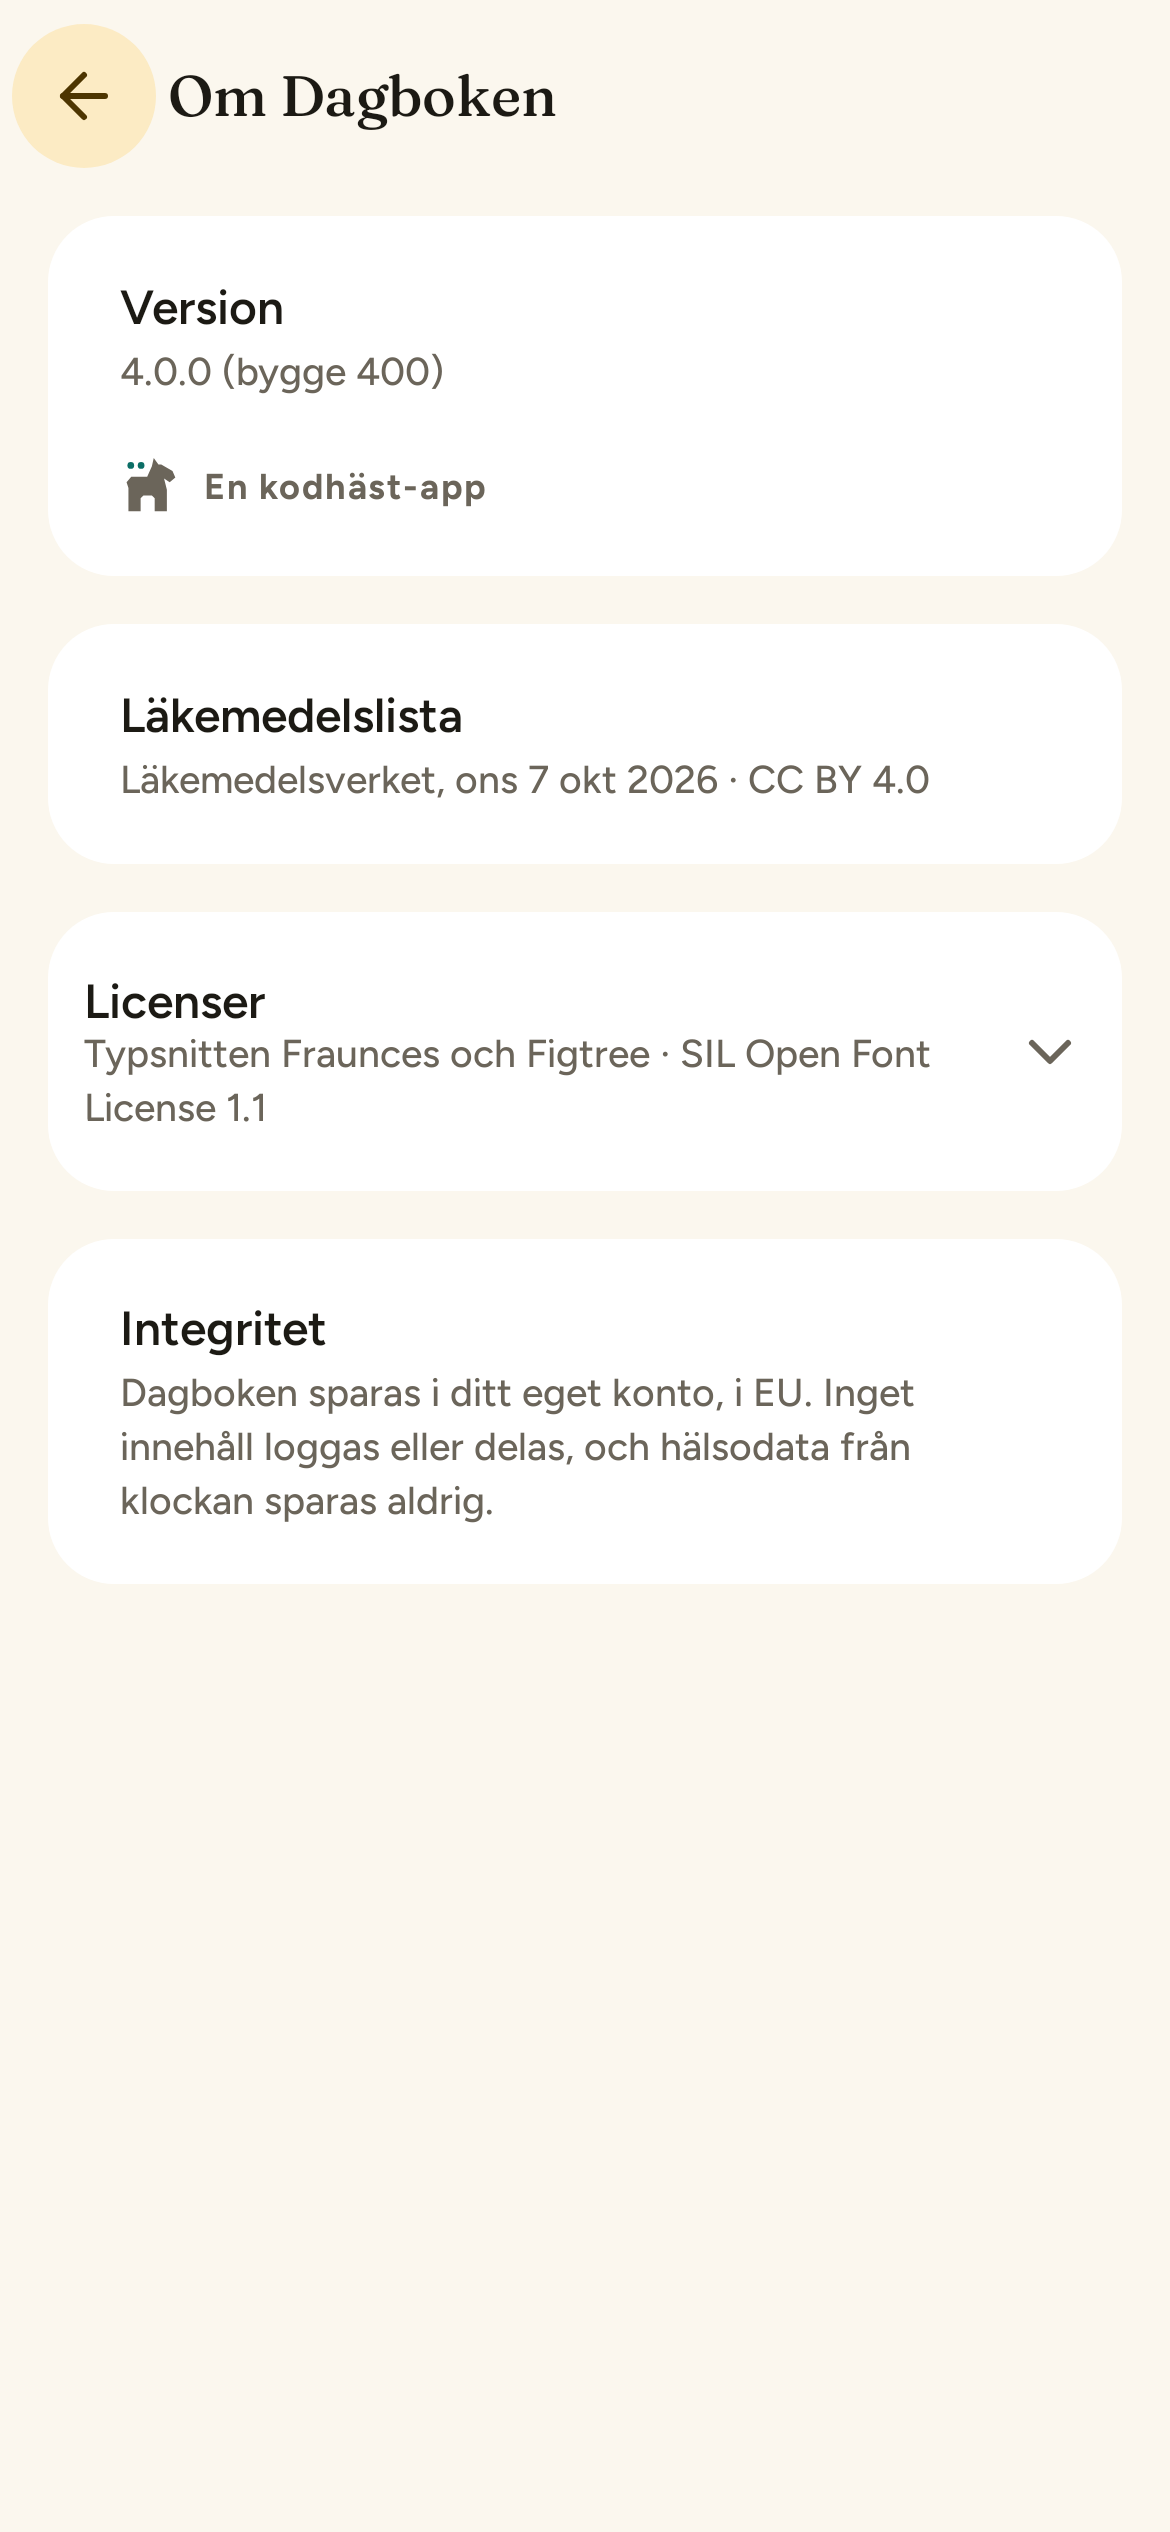 Om Dagboken
Version
4.0.0 (bygge 400)
En kodhäst-app
Läkemedelslista
Läkemedelsverket, ons 7 okt 2026 · CC BY 4.0
Licenser
Typsnitten Fraunces och Figtree · SIL Open Font
License 1.1
Integritet
Dagboken sparas i ditt eget konto, i EU. Inget
innehåll loggas eller delas, och hälsodata från
klockan sparas aldrig.